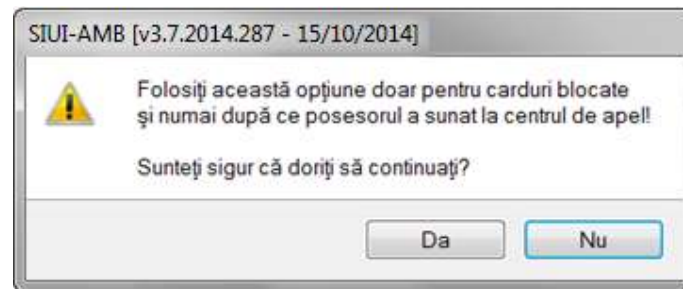 SIUI-AMB [v3.7.2014.287 - 15/10/2014]
Folosiţi această opţiune doar pentru carduri blocate
şi numai după ce posesorul a sunat la centrul de apel!
Sunteţi sigur că doriţi să continuaţi?
Da
Nu